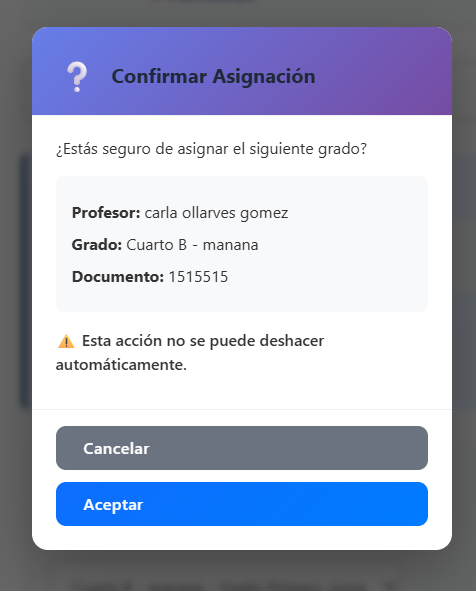 Confirmar Asignación
¿Estás seguro de asignar el siguiente grado?
Profesor: carla ollarves gomez
Grado: Cuarto B - manana
Documento: 1515515
⚠️ Esta acción no se puede deshacer
automáticamente.
Cancelar
Aceptar